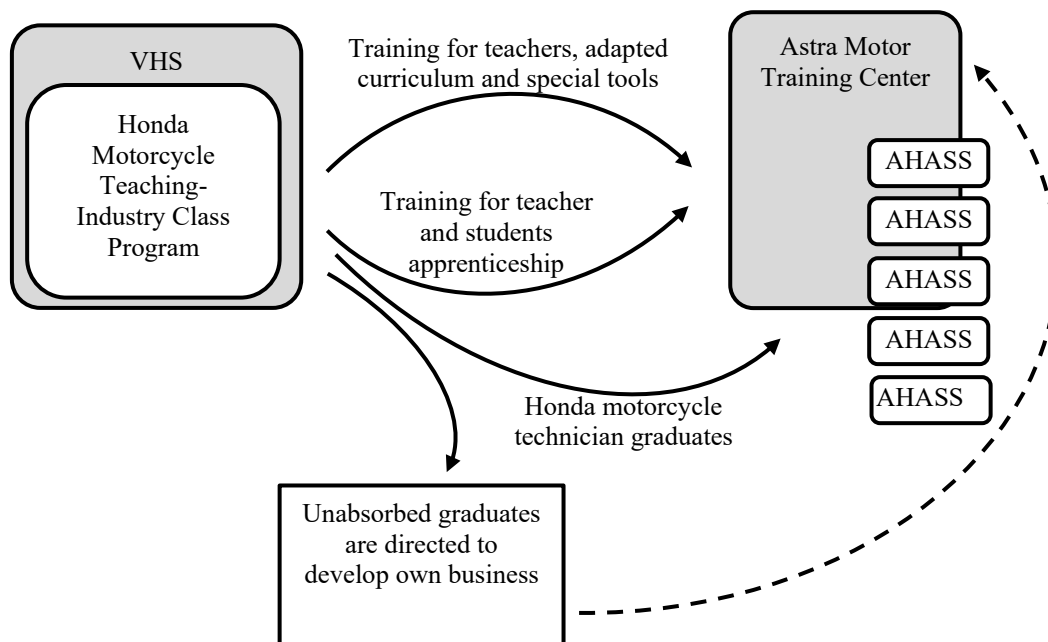 VHS
Honda
Motorcycle
Teaching-
Industry Class
Program
Training for teachers, adapted
curriculum and special tools
Training for teacher
and students
apprenticeship
Honda motorcycle
technician graduates
Astra Motor
Training Center
AHASS
AHASS
AHASS
AHASS
AHASS
Unabsorbed graduates
are directed to
develop own business